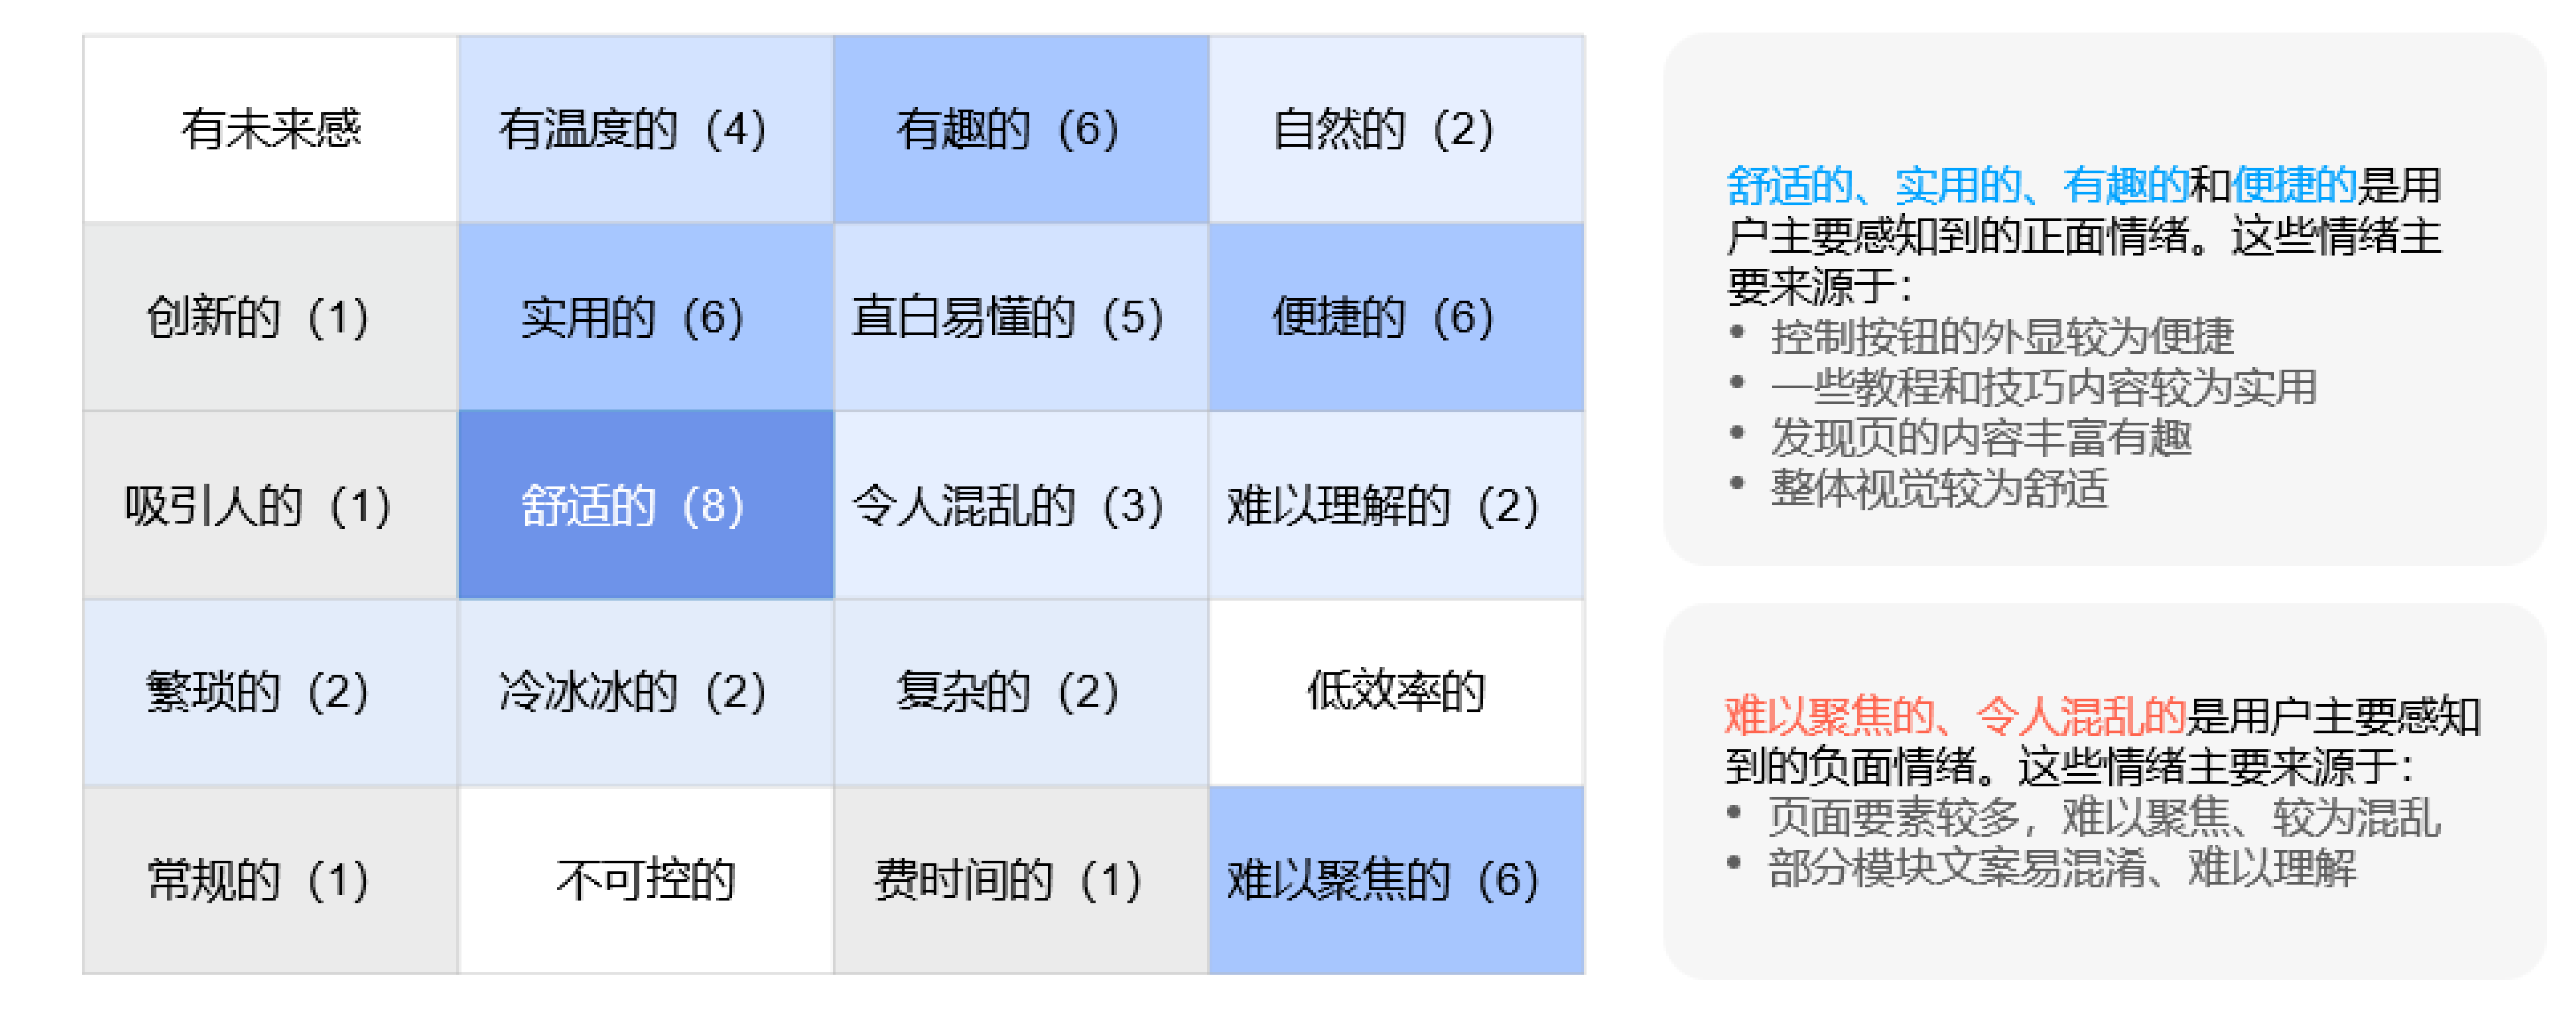 有未来感
有温度的（4）
有趣的（6）
自然的（2）
创新的（1）
实用的（6）
直白易懂的（5）
便捷的（6）
吸引人的（1）
舒适的（8）
令人混乱的（3）
难以理解的（2）
繁琐的（2）
冷冰冰的（2）
复杂的（2）
低效率的
常规的（1）
不可控的
费时间的（1）
难以聚焦的（6）
舒适的、实用的、有趣的和便捷的是用
户主要感知到的正面情绪。这些情绪主
要来源于：
• 控制按钮的外显较为便捷
• 一些教程和技巧内容较为实用
• 发现页的内容丰富有趣
• 整体视觉较为舒适
难以聚焦的、令人混乱的是用户主要感知
到的负面情绪。这些情绪主要来源于：
• 页面要素较多，难以聚焦、较为混乱
• 部分模块文案易混淆、难以理解